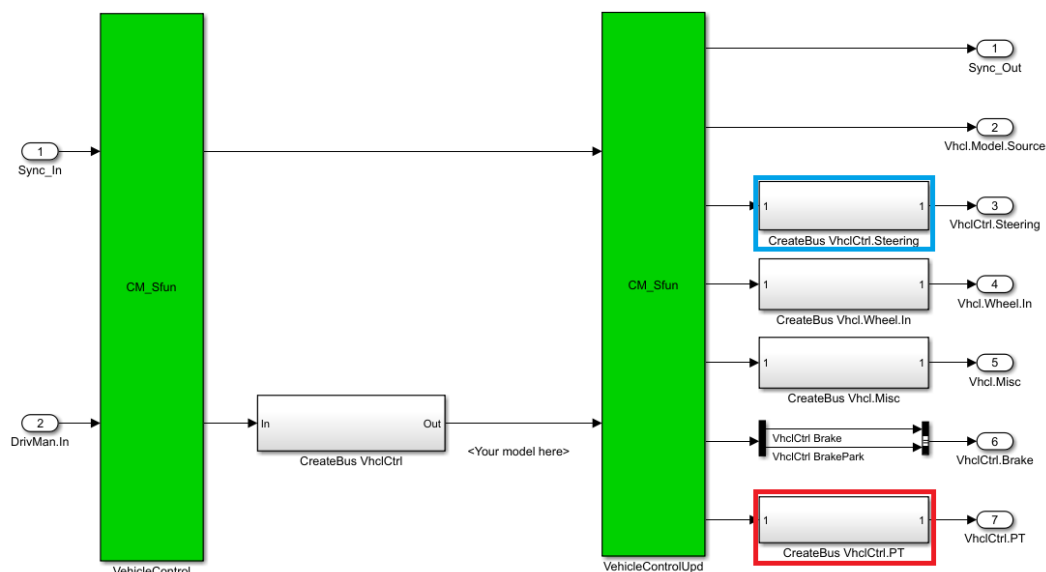 1
Sync_In
2
DrivMan.In
CM_Sfun
VehicleControl
In
Out
CreateBus VhclCtrl
<Your model here>
CM_Sfun
VehicleControlUpd
1
Sync_Out
2
Vhcl.Model.Source
1
1
CreateBus VhclCtrl.Steering
3
VhclCtrl.Steering
1
1
CreateBus Vhcl.Wheel.In
4
Vhcl.Wheel.In
1
1
CreateBus Vhcl.Misc
5
Vhcl.Misc
VhclCtrl Brake
VhclCtrl BrakePark
6
VhclCtrl.Brake
1
1
CreateBus VhclCtrl.PT
7
VhclCtrl.PT